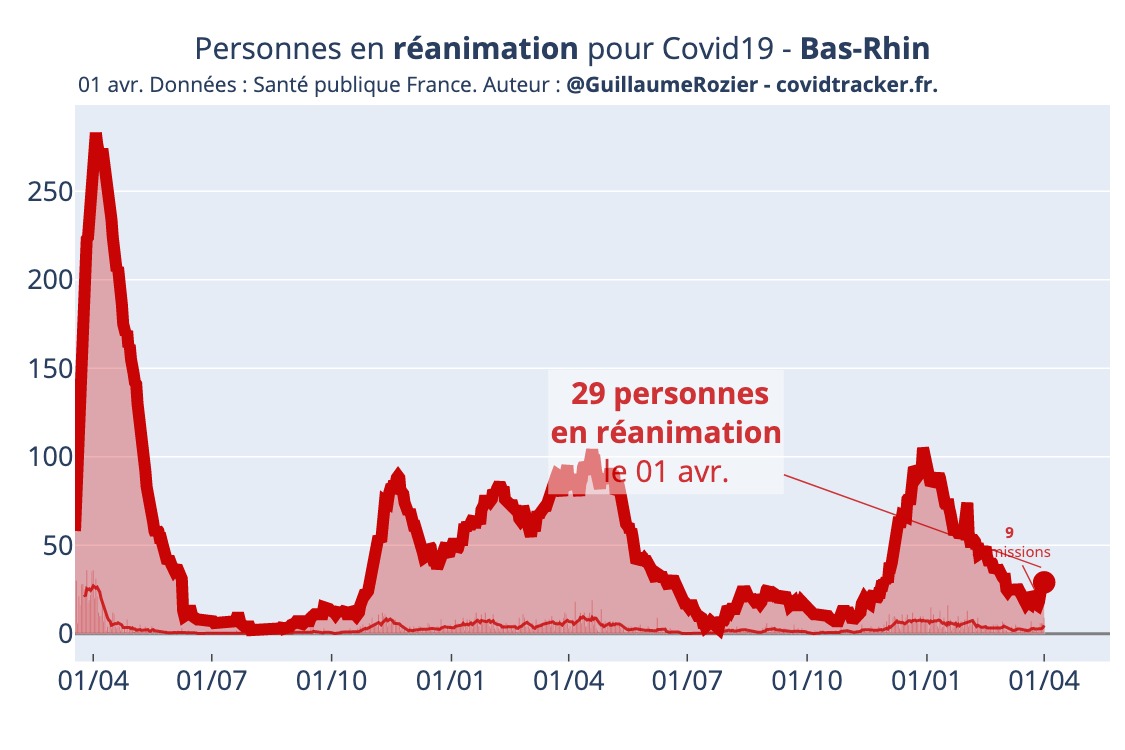 Personnes en réanimation pour Covid19 - Bas-Rhin
01 avr. Données : Santé publique France. Auteur : @GuillaumeRozier - covidtracker.fr.
250
200
150
100
50
0
29 personnes
en réanimation
le 01 avr.
9
missions
01/04
01/07
01/10
01/01
01/04
01/07
01/10
01/01
01/04